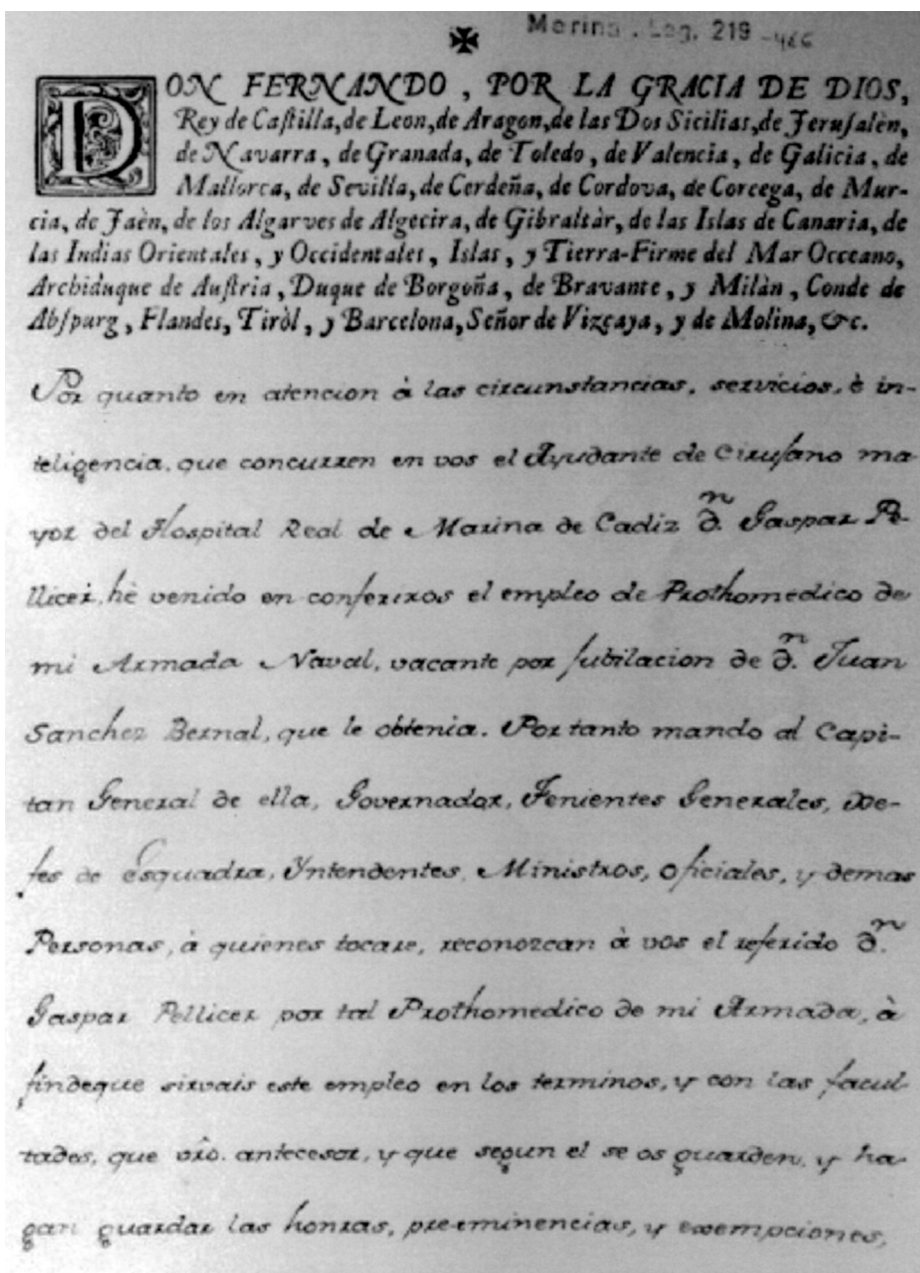 Marina. Leg. 219 - 466
DON FERNANDO, POR LA GRACIA DE DIOS,
Rey de Castilla, de Leon, de Aragon, de las Dos Sicilias, de Jerusalèn,
de Navarra, de Granada, de Toledo, de Valencia, de Galicia, de
Mallorca, de Sevilla, de Cerdeña, de Cordova, de Corcega, de Mur-
cia, de Jaèn, de los Algarves de Algecira, de Gibraltàr, de las Islas de Canaria, de
las Indias Orientales, y Occidentales, Islas, y Tierra-Firme del Mar Occeano,
Archiduque de Austria, Duque de Borgoña, de Bravante, y Milàn, Conde de
Abspurg, Flandes, Tiròl, y Barcelona, Señor de Vizcaya, y de Molina, &c.
Por quanto en atencion à las circunstancias, servicios, è in-
teligencia, que concurren en vos el Ayudante de Cirujano ma-
yor del Hospital Real de Marina de Cadiz Dⁿ. Gaspar Pe-
llicer, hè venido en conferiros el empleo de Prothomedico de
mi Armada Naval, vacante por jubilacion de Dⁿ. Juan
Sanchez Bernal, que le obtenia. Por tanto mando al Capi-
tan General de ella, Governador, Tenientes Generales, Xe-
fes de Esquadra, Yntendentes, Ministros, Oficiales, y demas
Personas, à quienes tocare, reconozcan à vos el referido Dⁿ.
Gaspar Pellicer por tal Prothomedico de mi Armada, à
findeque sirvais este empleo en los terminos, y con las facul-
tades, que vrô. antecesor, y que segun el se os guarden, y ha-
gan guardar las honras, pre-eminencias, y exempciones,